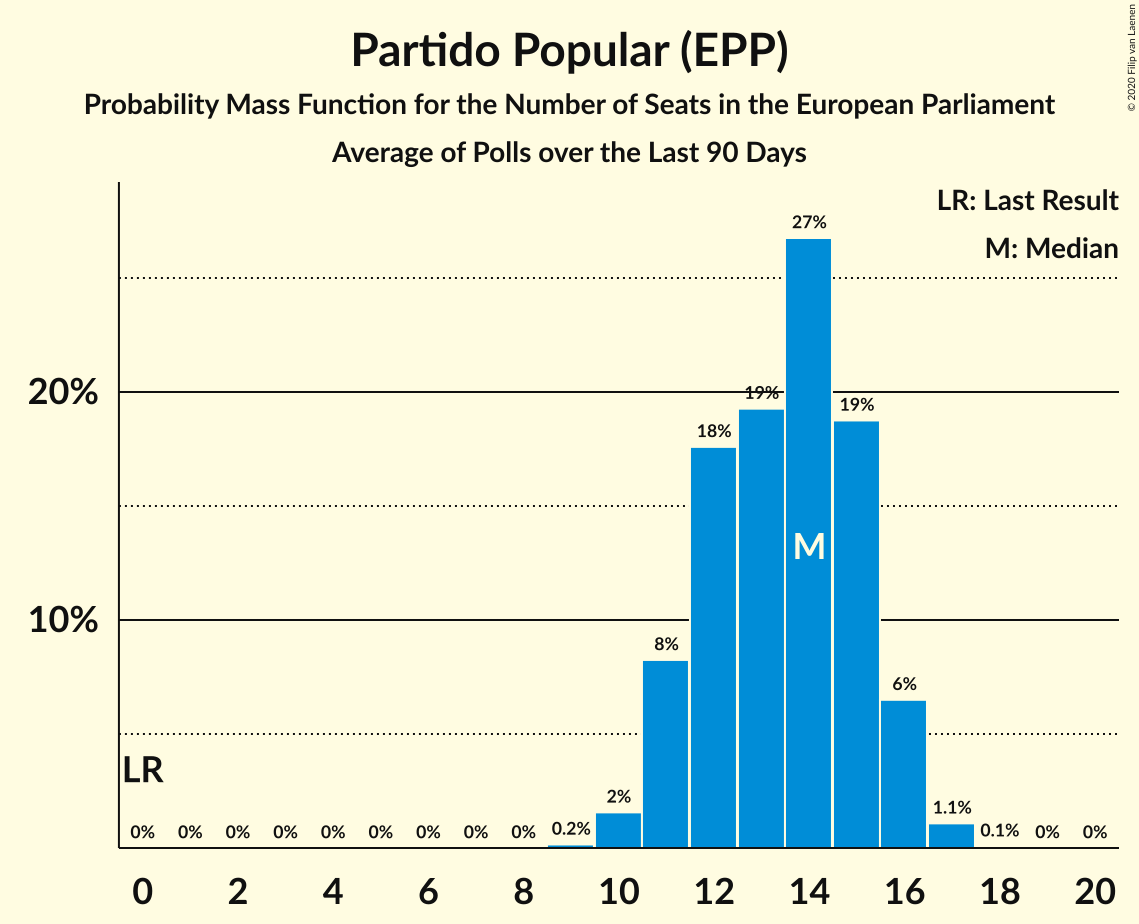 Partido Popular (EPP)
Probability Mass Function for the Number of Seats in the European Parliament
Average of Polls over the Last 90 Days
© 2020 Filip van Laenen
LR: Last Result
M: Median
27%
20%
19%
19%
18%
M
10%
8%
6%
LR
2%
1.1%
0% 0% 0% 0% 0% 0% 0% 0% 0% 0.2% 0.1% 0% 0%
0 2 4 6 8 10 12 14 16 18 20